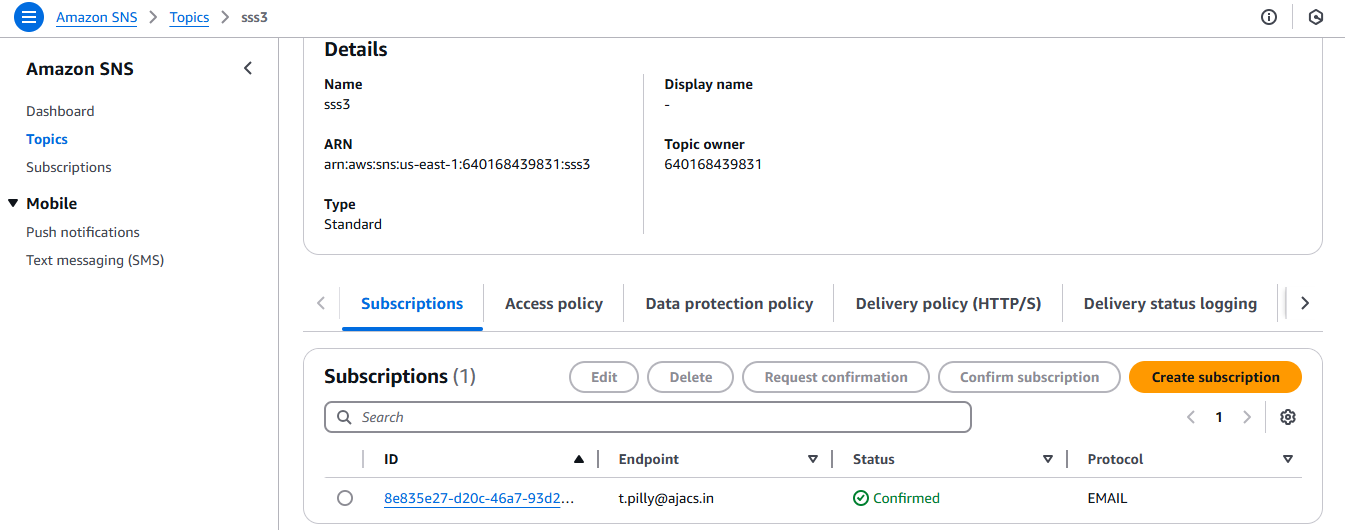 Amazon SNS > Topics > sss3
Amazon SNS
Dashboard
Topics
Subscriptions
Mobile
Push notifications
Text messaging (SMS)
Details
Name
sss3
Display name
-
ARN
arn:aws:sns:us-east-1:640168439831:sss3
Topic owner
640168439831
Type
Standard
Subscriptions Access policy Data protection policy Delivery policy (HTTP/S) Delivery status logging
Subscriptions (1) Edit Delete Request confirmation Confirm subscription Create subscription
Search
1
ID Endpoint Status Protocol
8e835e27-d20c-46a7-93d2... t.pilly@ajacs.in Confirmed EMAIL